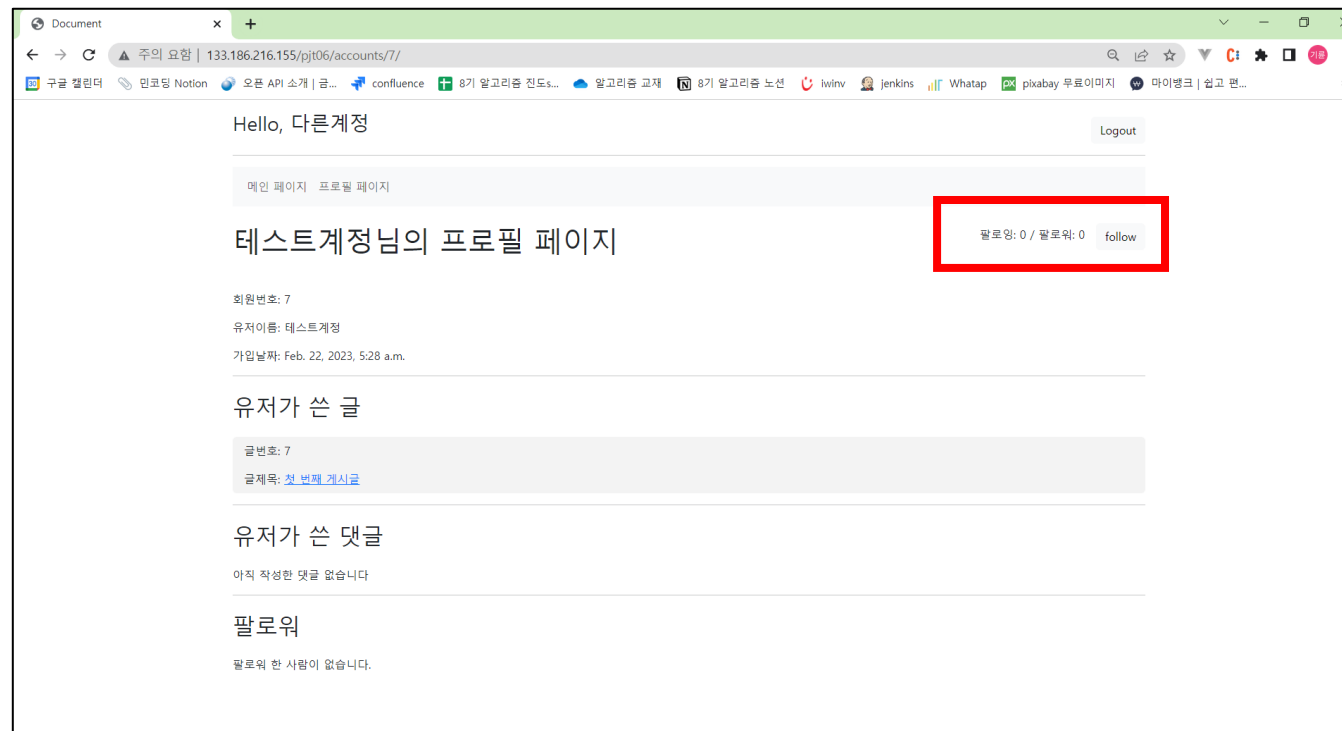 Document
주의 요함 | 133.186.216.155/pjt06/accounts/7/
기룡
30 구글 캘린더 민코딩 Notion 오픈 API 소개 | 금... confluence 8기 알고리즘 진도s... 알고리즘 교재 8기 알고리즘 노션 iwinv jenkins Whatap px pixabay 무료이미지 마이뱅크 | 쉽고 편...
Hello, 다른계정
Logout
메인 페이지 프로필 페이지
테스트계정님의 프로필 페이지
팔로잉: 0 / 팔로워: 0 follow
회원번호: 7
유저이름: 테스트계정
가입날짜: Feb. 22, 2023, 5:28 a.m.
유저가 쓴 글
글번호: 7
글제목: 첫 번째 게시글
유저가 쓴 댓글
아직 작성한 댓글 없습니다
팔로워
팔로워 한 사람이 없습니다.